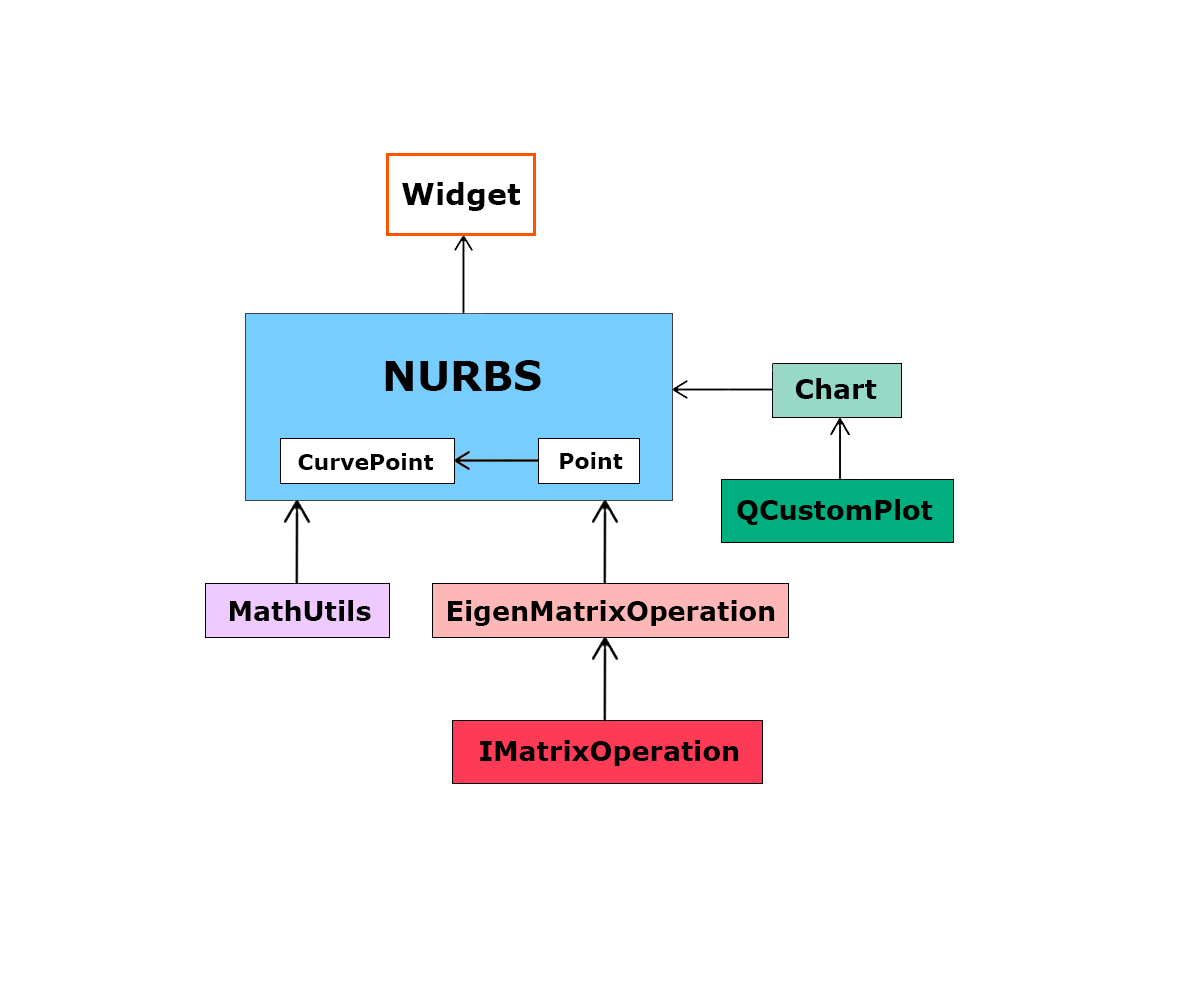 Widget
NURBS
Chart
CurvePoint
Point
QCustomPlot
MathUtils
EigenMatrixOperation
IMatrixOperation